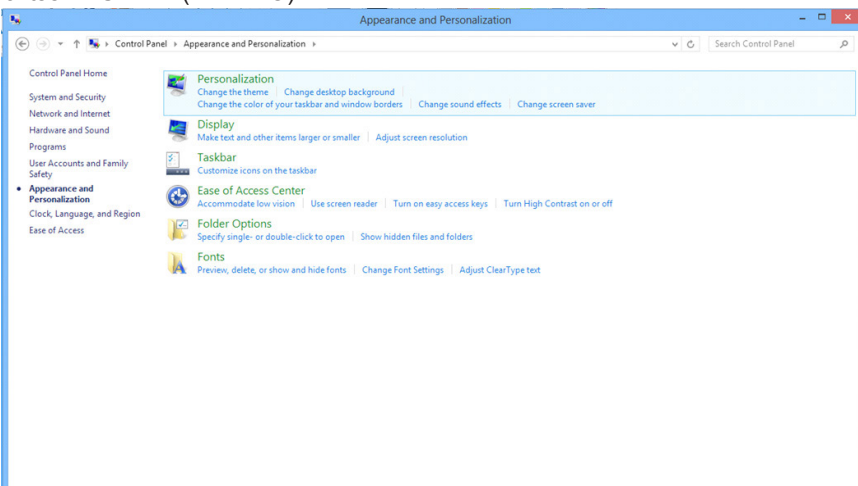 Appearance and Personalization
Control Panel Appearance and Personalization
Search Control Panel
Control Panel Home
System and Security
Network and Internet
Hardware and Sound
Programs
User Accounts and Family
Safety
Appearance and
Personalization
Clock, Language, and Region
Ease of Access
Personalization
Change the theme Change desktop background
Change the color of your taskbar and window borders Change sound effects Change screen saver
Display
Make text and other items larger or smaller Adjust screen resolution
Taskbar
Customize icons on the taskbar
Ease of Access Center
Accommodate low vision Use screen reader Turn on easy access keys Turn High Contrast on or off
Folder Options
Specify single- or double-click to open Show hidden files and folders
Fonts
Preview, delete, or show and hide fonts Change Font Settings Adjust ClearType text